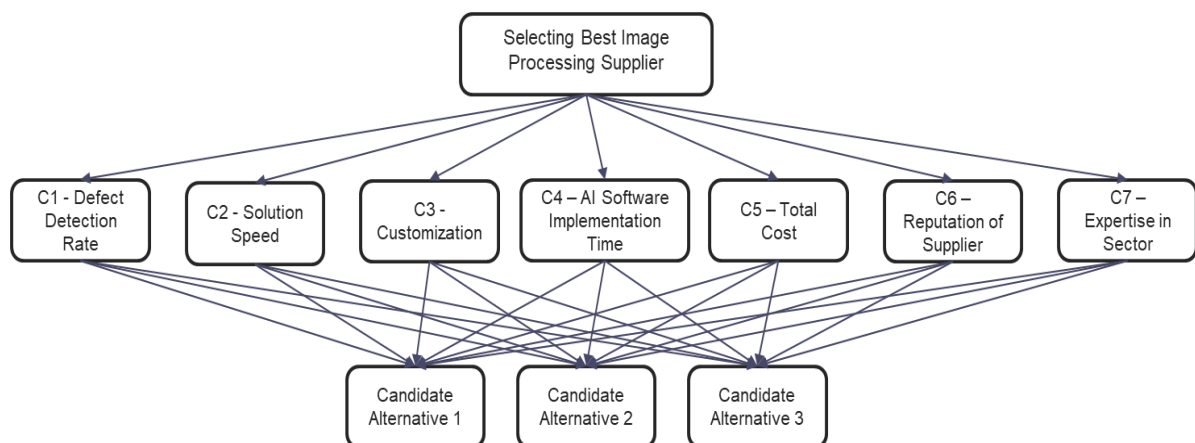 Selecting Best Image
Processing Supplier
C1 - Defect
Detection
Rate
C2 - Solution
Speed
C3 -
Customization
C4 – AI Software
Implementation
Time
C5 – Total
Cost
C6 –
Reputation of
Supplier
C7 –
Expertise in
Sector
Candidate
Alternative 1
Candidate
Alternative 2
Candidate
Alternative 3